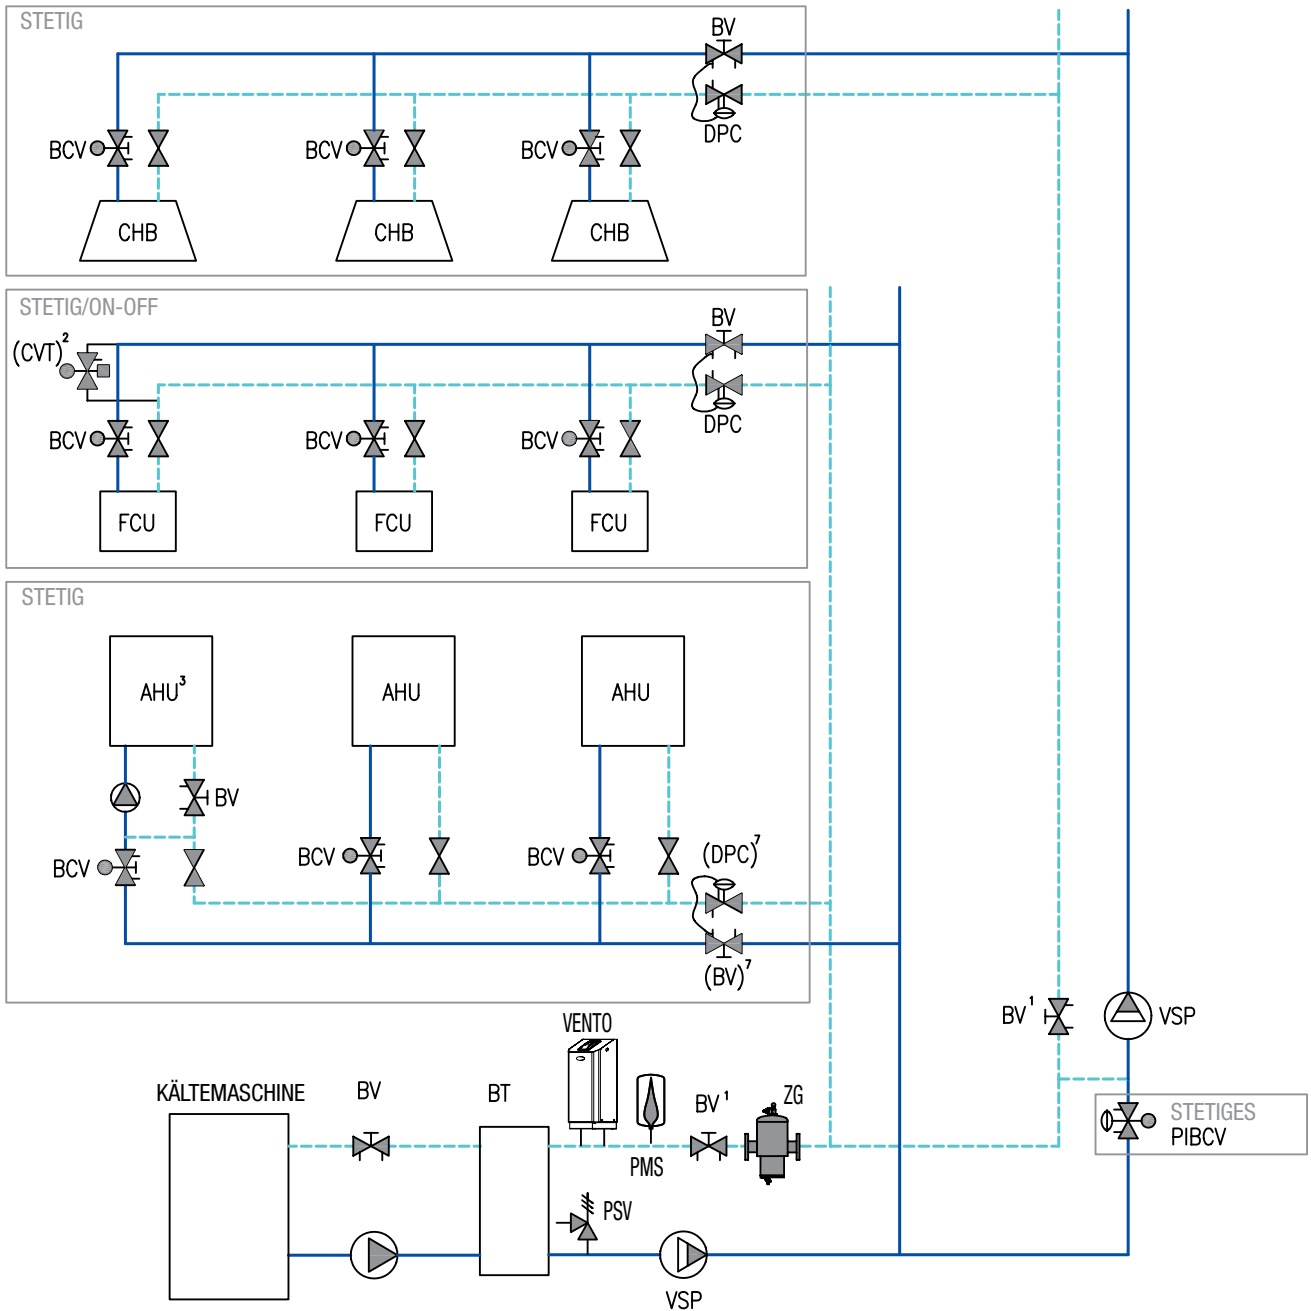 STETIG
BV
DPC
BCV
BCV
BCV
CHB
CHB
CHB
STETIG/ON-OFF
BV
(CVT)²
DPC
BCV
BCV
BCV
FCU
FCU
FCU
STETIG
AHU³
AHU
AHU
BV
BCV
BCV
BCV
(DPC)⁷
(BV)⁷
BV¹
VSP
VENTO
KÄLTEMASCHINE
BV
BT
BV¹
ZG
STETIGES
PIBCV
PMS
PSV
VSP